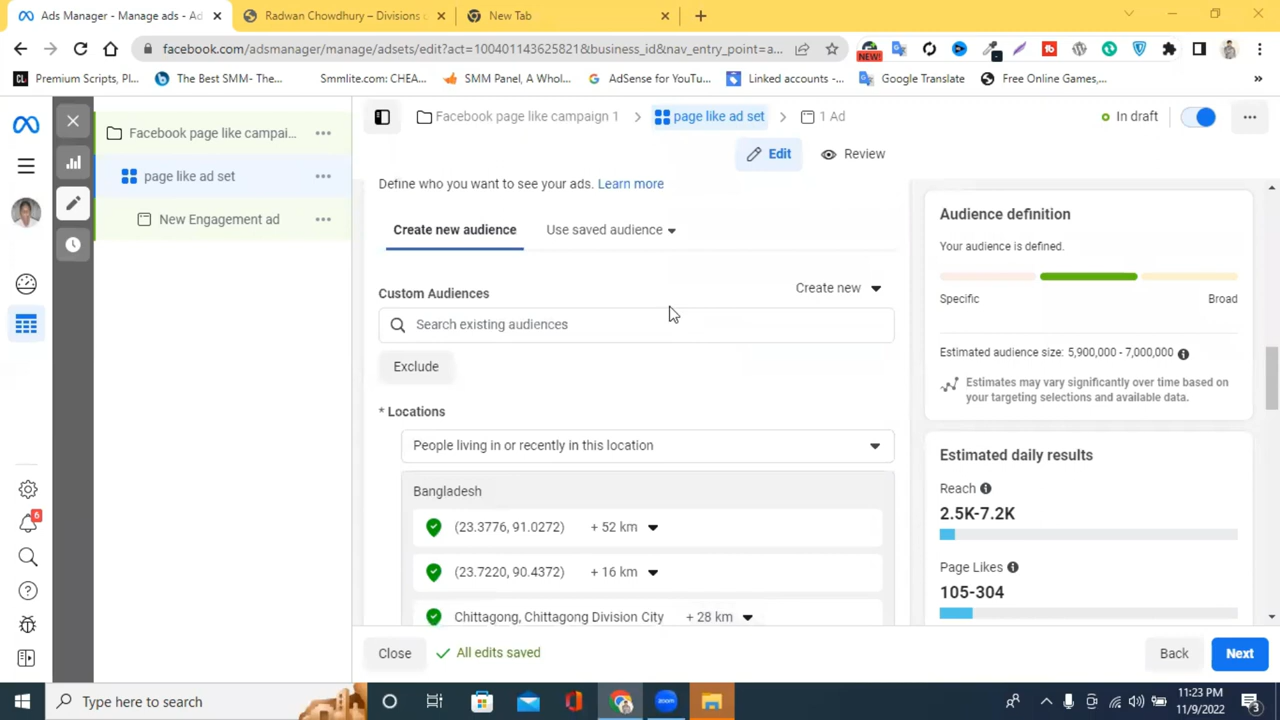 Ads Manager - Manage ads - Ad
Radwan Chowdhury – Divisions o
New Tab
facebook.com/adsmanager/manage/adsets/edit?act=100401143625821&business_id&nav_entry_point=a...
NEW!
CL Premium Scripts, Pl...
The Best SMM- The...
Smmlite.com: CHEA...
SMM Panel, A Whol...
AdSense for YouTu...
Linked accounts -...
Google Translate
Free Online Games,...
»
Facebook page like campai...
page like ad set
New Engagement ad
6
Facebook page like campaign 1
page like ad set
1 Ad
In draft
Edit
Review
Define who you want to see your ads. Learn more
Create new audience
Use saved audience
Custom Audiences
Create new
Search existing audiences
Exclude
* Locations
People living in or recently in this location
Bangladesh
(23.3776, 91.0272) + 52 km
(23.7220, 90.4372) + 16 km
Chittagong, Chittagong Division City + 28 km
Audience definition
Your audience is defined.
Specific
Broad
Estimated audience size: 5,900,000 - 7,000,000
Estimates may vary significantly over time based on
your targeting selections and available data.
Estimated daily results
Reach
2.5K-7.2K
Page Likes
105-304
Close
All edits saved
Back
Next
Type here to search
zoom
11:23 PM
11/9/2022
3